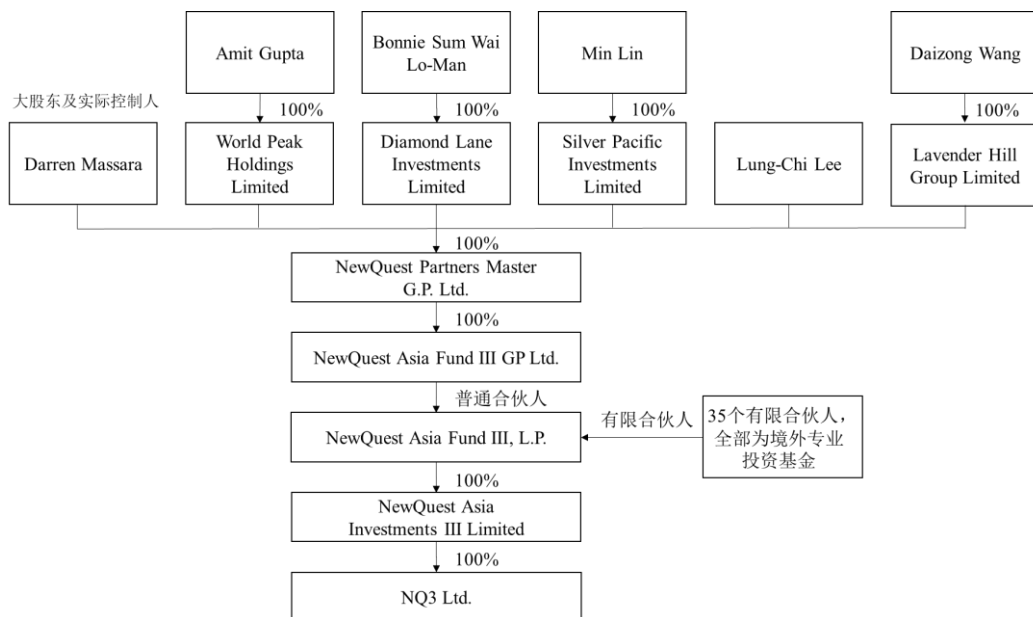 Amit Gupta
Bonnie Sum Wai
Lo-Man
Min Lin
Daizong Wang
大股东及实际控制人
100%
100%
100%
100%
Darren Massara
World Peak
Holdings
Limited
Diamond Lane
Investments
Limited
Silver Pacific
Investments
Limited
Lung-Chi Lee
Lavender Hill
Group Limited
100%
NewQuest Partners Master
G.P. Ltd.
100%
NewQuest Asia Fund III GP Ltd.
普通合伙人
NewQuest Asia Fund III, L.P.
有限合伙人
35个有限合伙人，
全部为境外专业
投资基金
100%
NewQuest Asia
Investments III Limited
100%
NQ3 Ltd.